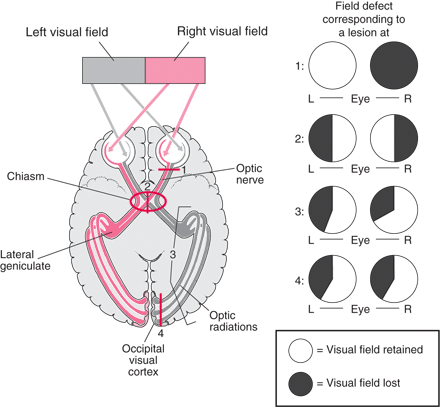 Left visual field
Right visual field
Optic
nerve
Chiasm
Lateral
geniculate
Optic
radiations
Occipital
visual
cortex
1
2
3
4
Field defect
corresponding to
a lesion at
1:
L — Eye — R
2:
L — Eye — R
3:
L — Eye — R
4:
L — Eye — R
= Visual field retained
= Visual field lost